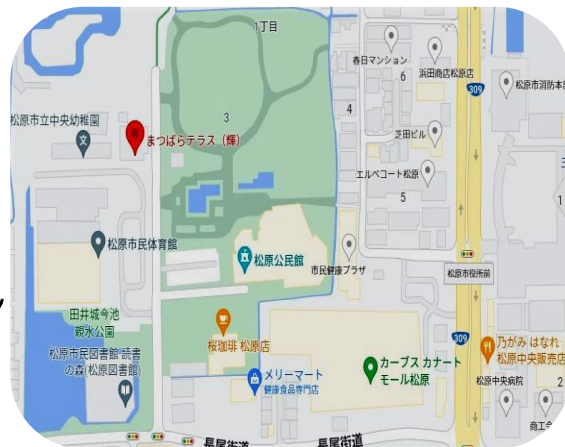 1丁目
春日マンション
6
浜田商店松原店
309
松原市消防本部
松原市立中央幼稚園
文
3
まつばらテラス（輝）
4
芝田ビル
エルベコート松原
5
1
松原市民体育館
松原公民館
市民健康プラザ
松原市役所前
田井城今池
親水公園
桜珈琲 松原店
309
乃がみ はなれ
松原中央販売店
松原市民図書館 読書
の森(松原図書館)
メリーマート
健康食品専門店
カーブス カナート
モール松原
松原中央病院
2
商工会
長尾街道
長尾街道